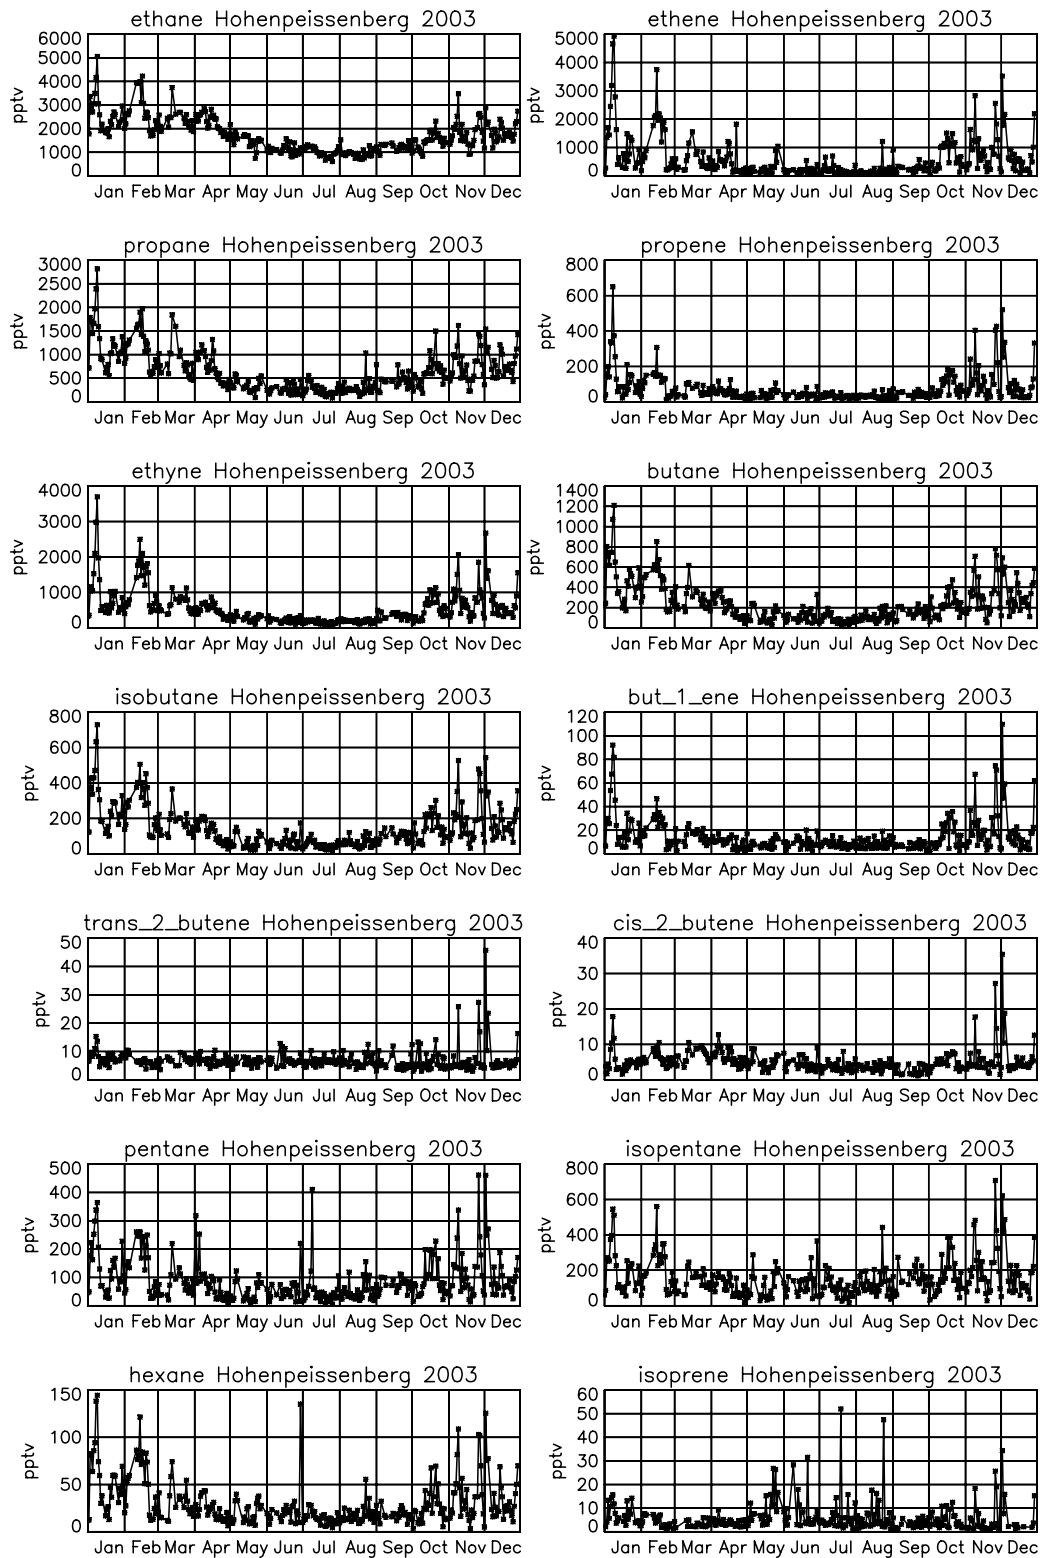 ethane Hohenpeissenberg 2003
6000
5000
4000
3000
2000
1000
0
pptv
Jan Feb Mar Apr May Jun Jul Aug Sep Oct Nov Dec
ethene Hohenpeissenberg 2003
5000
4000
3000
2000
1000
0
pptv
Jan Feb Mar Apr May Jun Jul Aug Sep Oct Nov Dec
propane Hohenpeissenberg 2003
3000
2500
2000
1500
1000
500
0
pptv
Jan Feb Mar Apr May Jun Jul Aug Sep Oct Nov Dec
propene Hohenpeissenberg 2003
800
600
400
200
0
pptv
Jan Feb Mar Apr May Jun Jul Aug Sep Oct Nov Dec
ethyne Hohenpeissenberg 2003
4000
3000
2000
1000
0
pptv
Jan Feb Mar Apr May Jun Jul Aug Sep Oct Nov Dec
butane Hohenpeissenberg 2003
1400
1200
1000
800
600
400
200
0
pptv
Jan Feb Mar Apr May Jun Jul Aug Sep Oct Nov Dec
isobutane Hohenpeissenberg 2003
800
600
400
200
0
pptv
Jan Feb Mar Apr May Jun Jul Aug Sep Oct Nov Dec
but_1_ene Hohenpeissenberg 2003
120
100
80
60
40
20
0
pptv
Jan Feb Mar Apr May Jun Jul Aug Sep Oct Nov Dec
trans_2_butene Hohenpeissenberg 2003
50
40
30
20
10
0
pptv
Jan Feb Mar Apr May Jun Jul Aug Sep Oct Nov Dec
cis_2_butene Hohenpeissenberg 2003
40
30
20
10
0
pptv
Jan Feb Mar Apr May Jun Jul Aug Sep Oct Nov Dec
pentane Hohenpeissenberg 2003
500
400
300
200
100
0
pptv
Jan Feb Mar Apr May Jun Jul Aug Sep Oct Nov Dec
isopentane Hohenpeissenberg 2003
800
600
400
200
0
pptv
Jan Feb Mar Apr May Jun Jul Aug Sep Oct Nov Dec
hexane Hohenpeissenberg 2003
150
100
50
0
pptv
Jan Feb Mar Apr May Jun Jul Aug Sep Oct Nov Dec
isoprene Hohenpeissenberg 2003
60
50
40
30
20
10
0
pptv
Jan Feb Mar Apr May Jun Jul Aug Sep Oct Nov Dec